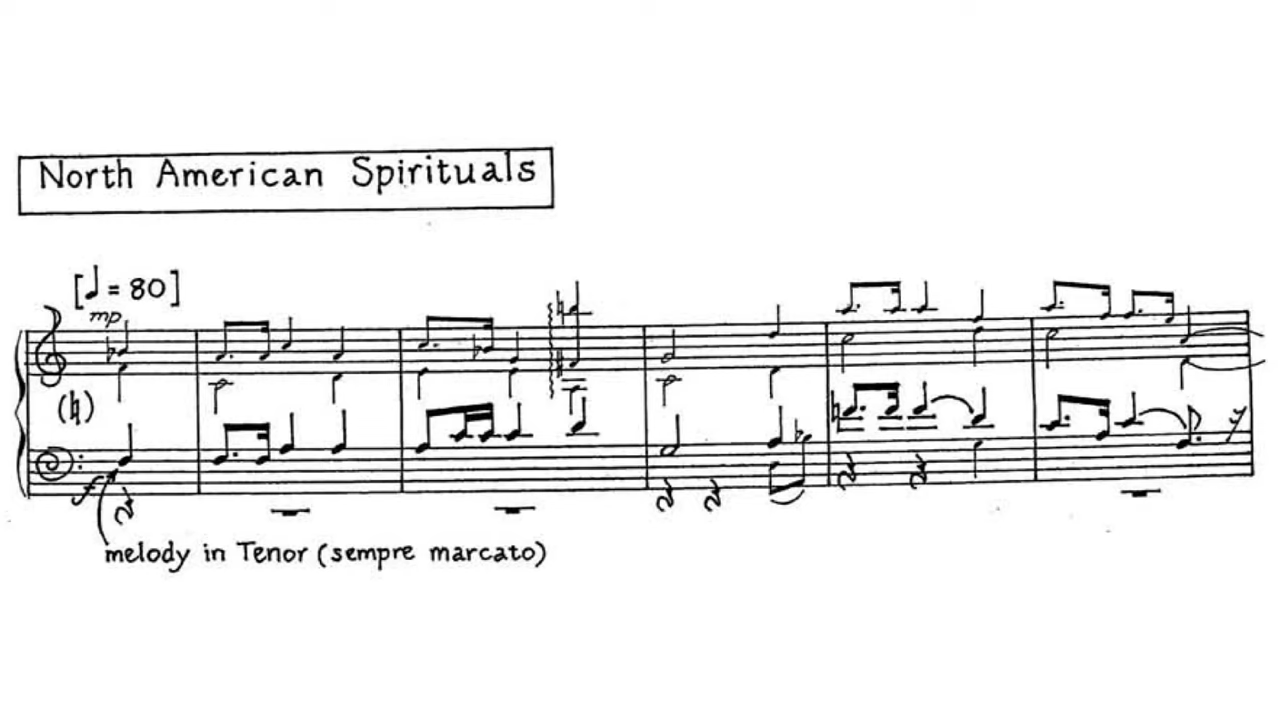 North American Spirituals
[♩ = 80]
mp
(♮)
f
melody in Tenor (sempre marcato)